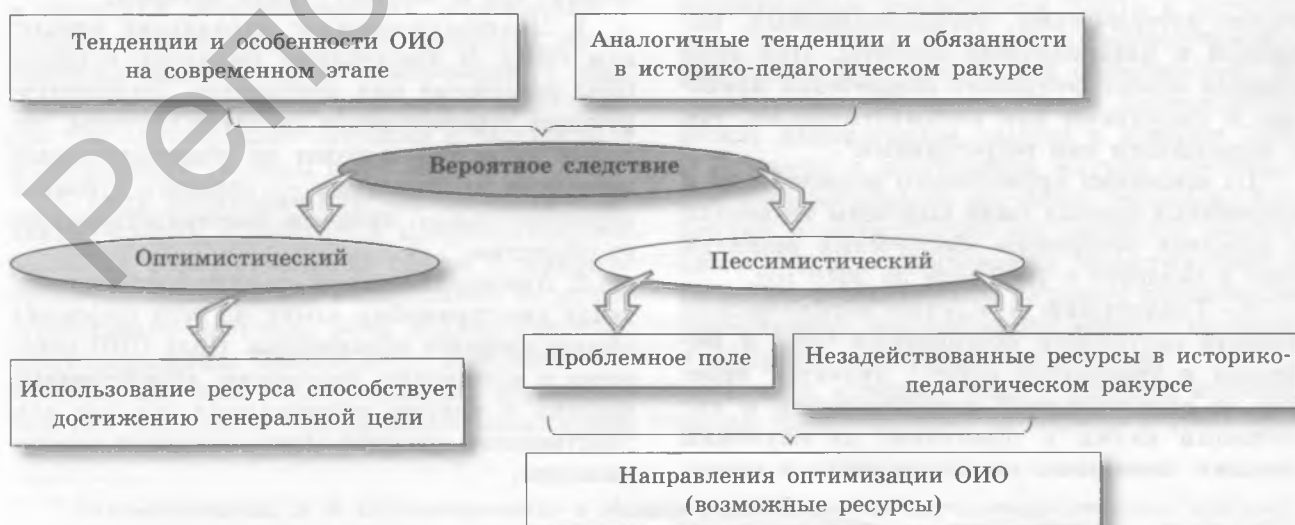 Тенденции и особенности ОИО
на современном этапе
Аналогичные тенденции и обязанности
в историко-педагогическом ракурсе
Вероятное следствие
Оптимистический
Пессимистический
Использование ресурса способствует
достижению генеральной цели
Проблемное поле
Незадействованные ресурсы в историко-
педагогическом ракурсе
Направления оптимизации ОИО
(возможные ресурсы)